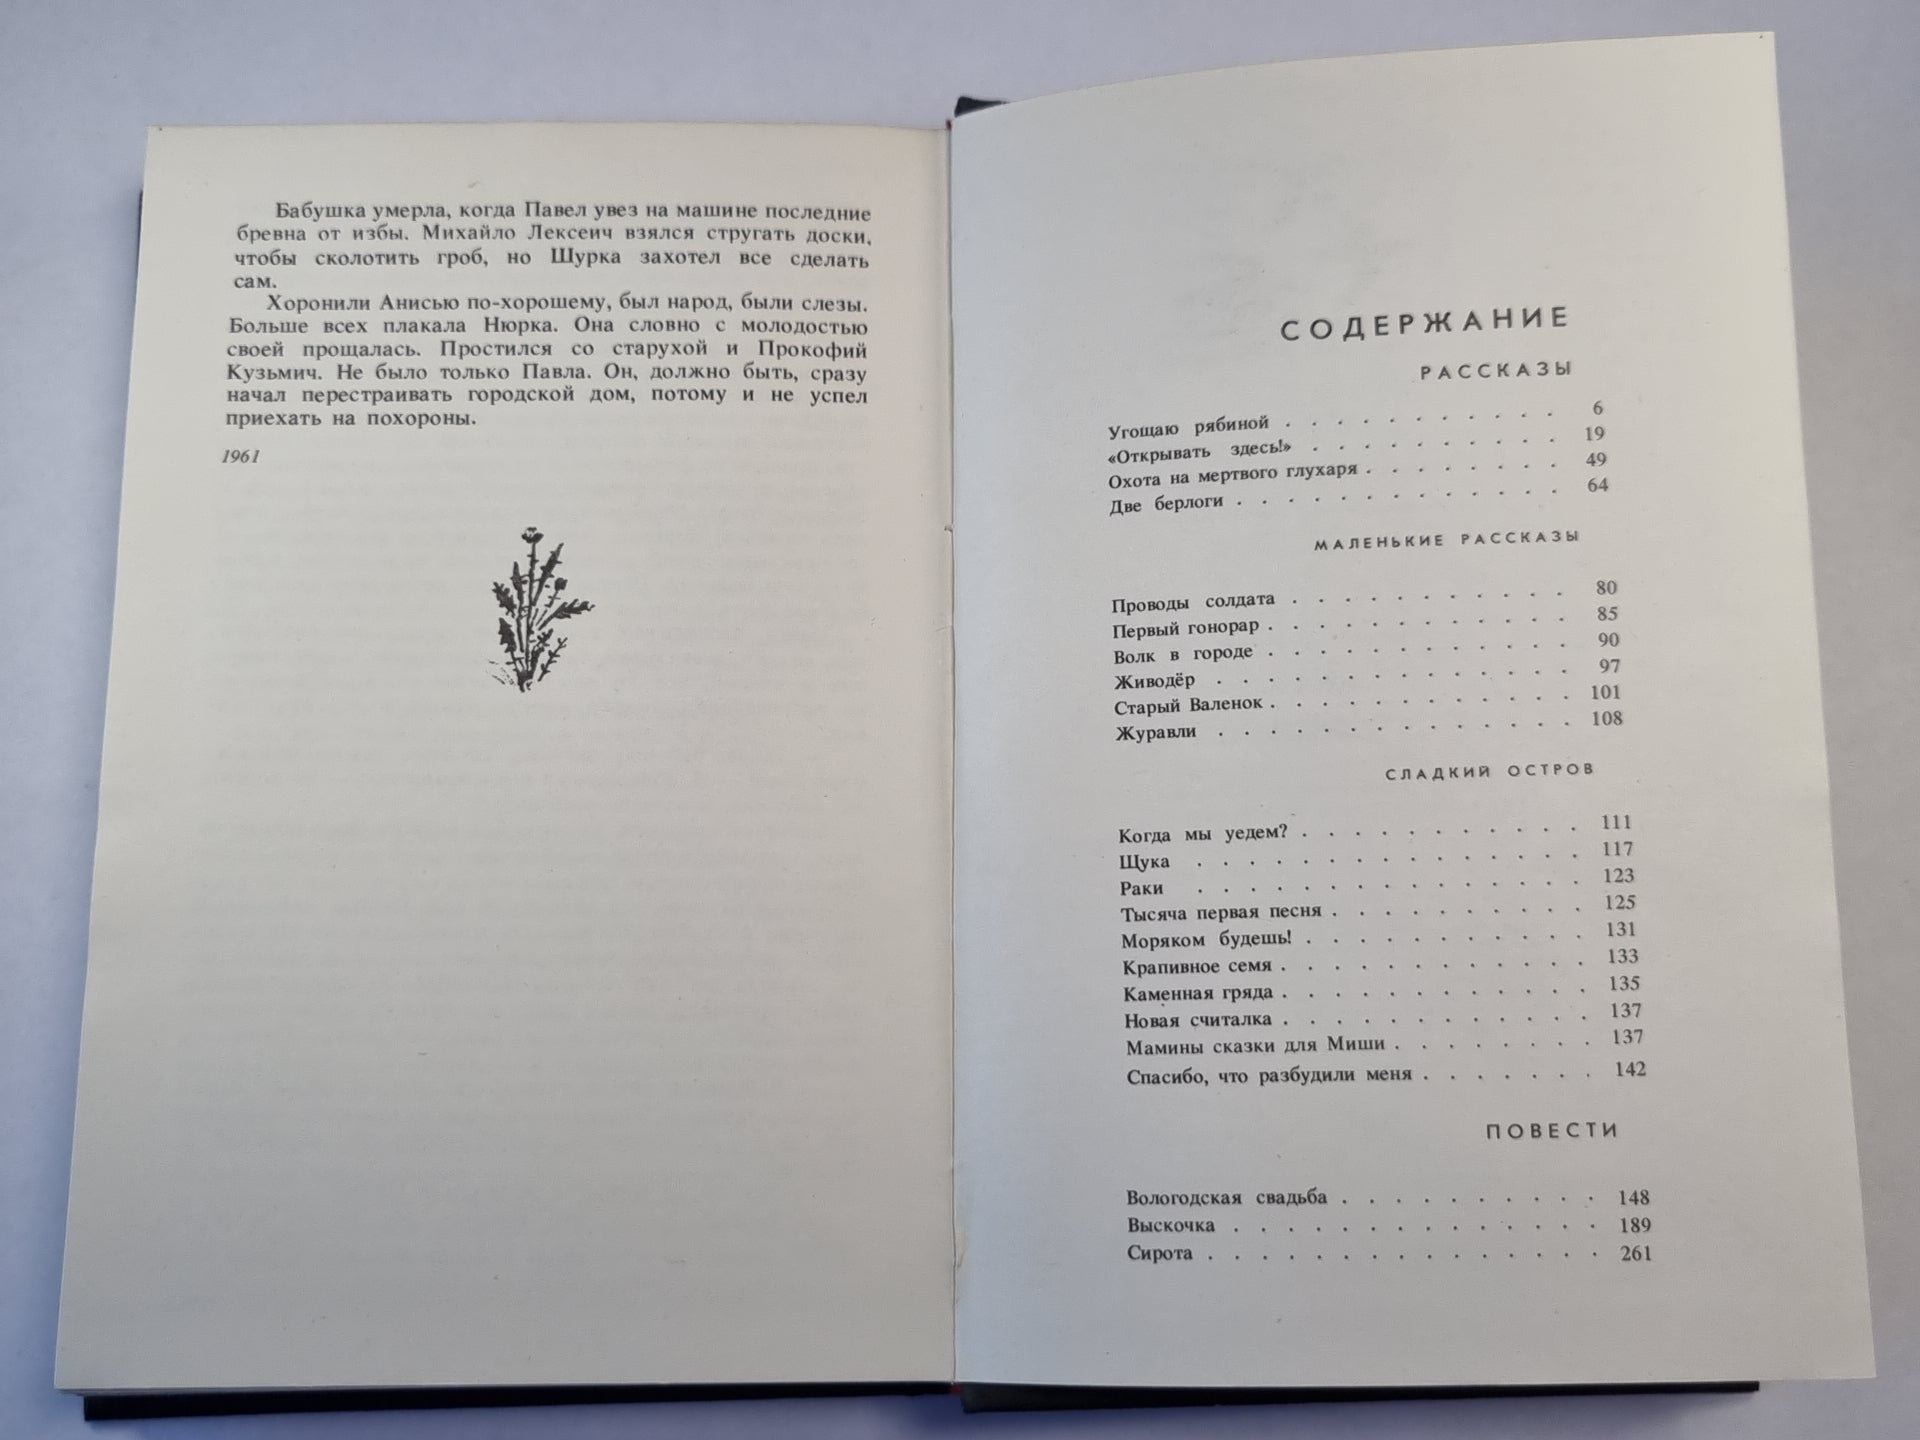 Бабушка умерла, когда Павел увез на машине последние
бревна от избы. Михайло Лексеич взялся стругать доски,
чтобы сколотить гроб, но Шурка захотел все сделать
сам.
Хоронили Анисью по-хорошему, был народ, были слезы.
Больше всех плакала Нюрка. Она словно с молодостью
своей прощалась. Простился со старухой и Прокофий
Кузьмич. Не было только Павла. Он, должно быть, сразу
начал перестраивать городской дом, потому и не успел
приехать на похороны.
1961
СОДЕРЖАНИЕ
РАССКАЗЫ
Угощаю рябиной . . . . . . . . . . . 6
«Открывать здесь!» . . . . . . . . . . 19
Охота на мертвого глухаря . . . . . . . . 49
Две берлоги . . . . . . . . . . . . . 64
МАЛЕНЬКИЕ РАССКАЗЫ
Проводы солдата . . . . . . . . . . . 80
Первый гонорар . . . . . . . . . . . . 85
Волк в городе . . . . . . . . . . . . 90
Живодёр . . . . . . . . . . . . . . 97
Старый Валенок . . . . . . . . . . . . 101
Журавли . . . . . . . . . . . . . . 108
СЛАДКИЙ ОСТРОВ
Когда мы уедем? . . . . . . . . . . . 111
Щука . . . . . . . . . . . . . . . 117
Раки . . . . . . . . . . . . . . . 123
Тысяча первая песня . . . . . . . . . . 125
Моряком будешь! . . . . . . . . . . . 131
Крапивное семя . . . . . . . . . . . . 133
Каменная гряда . . . . . . . . . . . . 135
Новая считалка . . . . . . . . . . . . 137
Мамины сказки для Миши . . . . . . . . 137
Спасибо, что разбудили меня . . . . . . . 142
ПОВЕСТИ
Вологодская свадьба . . . . . . . . . . 148
Выскочка . . . . . . . . . . . . . . 189
Сирота . . . . . . . . . . . . . . . 261